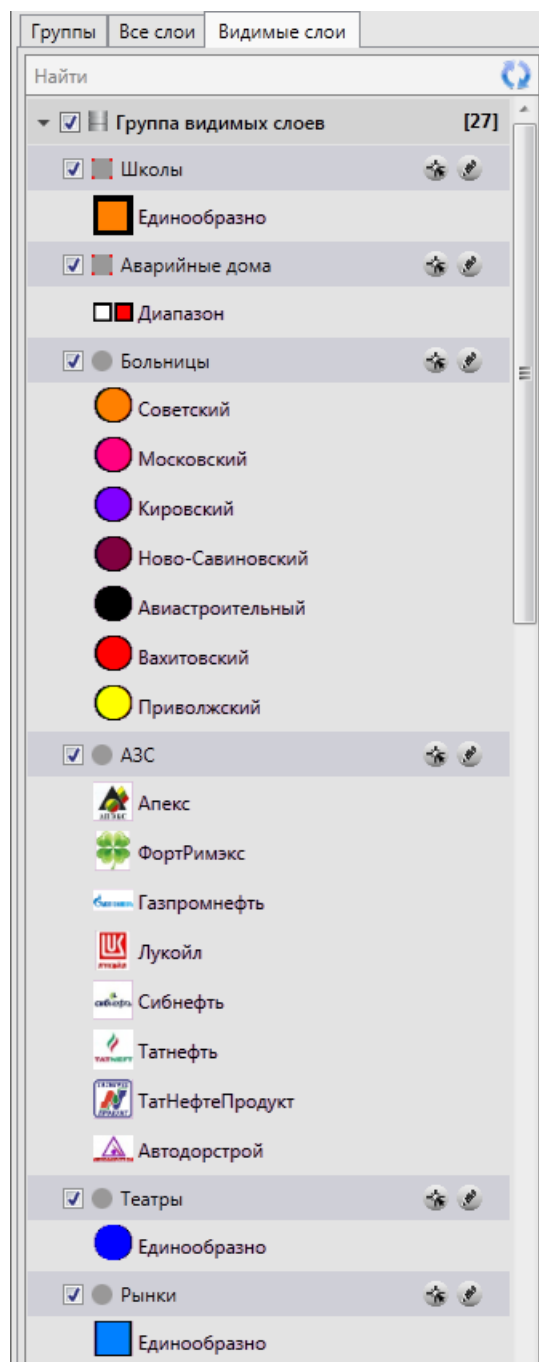 Группы Все слои Видимые слои
Найти
Группа видимых слоев [27]
Школы
Единообразно
Аварийные дома
Диапазон
Больницы
Советский
Московский
Кировский
Ново-Савиновский
Авиастроительный
Вахитовский
Приволжский
АЗС
Апекс
ФортРимэкс
Газпромнефть
Лукойл
Сибнефть
Татнефть
ТатНефтеПродукт
Автодорстрой
Театры
Единообразно
Рынки
Единообразно